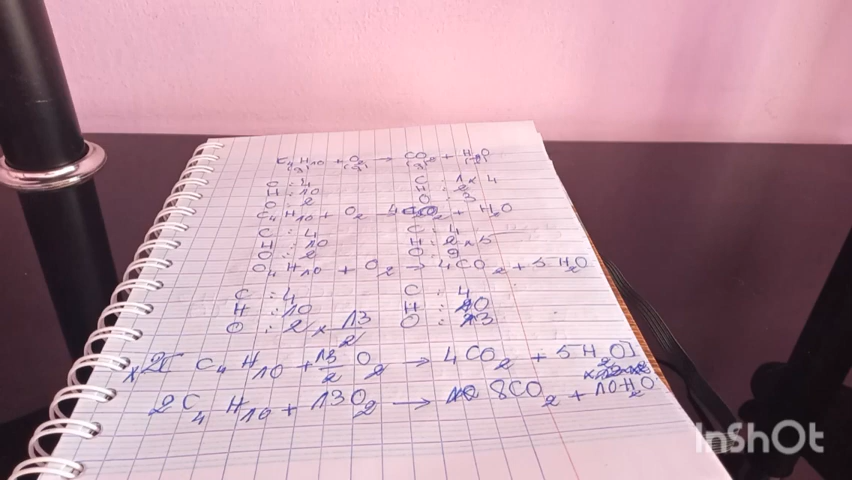 C4H10 + O2 → CO2 + H2O
(g) (g) (g) (g)
C : 4 C : 1 x 4
H : 10 H : 2
O : 2 O : 3
C4H10 + O2 4CO2 + H2O
C : 4 C : 4
H : 10 H : 2 x 5
O : 2 O : 9
C4H10 + O2 → 4CO2 + 5H2O
C : 4 C : 4
H : 10 H : 10
O : 2 x 13/2 O : 13
x 2[ C4H10 + 13/2 O2 → 4CO2 + 5H2O]
2C4H10 + 13O2 → 8CO2 + 10H2O
InShOt